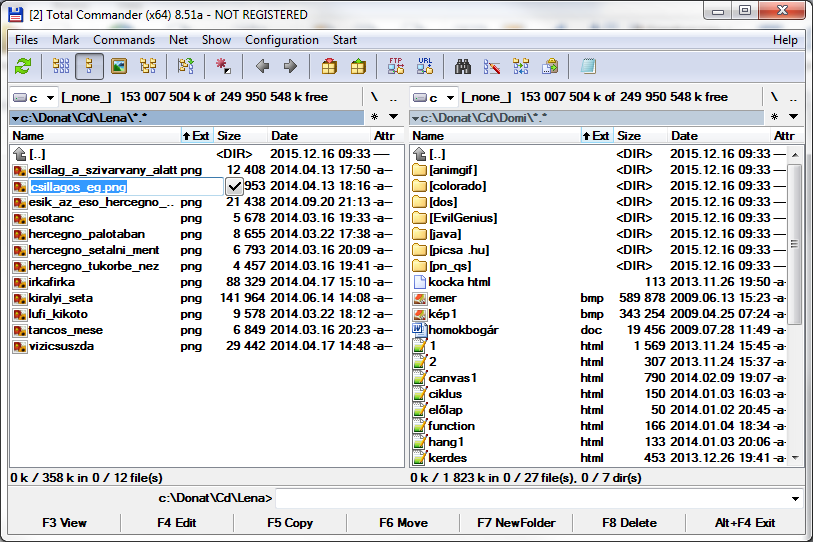 [2] Total Commander (x64) 8.51a - NOT REGISTERED
Files Mark Commands Net Show Configuration Start Help
FTP URL
c [_none_] 153 007 504 k of 249 950 548 k free \ ..
c:\Donat\Cd\Lena\*.* * 
Name Ext Size Date Attr
[..] <DIR> 2015.12.16 09:33 ----
csillag_a_szivarvany_alatt png 12 408 2014.04.13 17:50 -a--
csillagos_eg.png 953 2014.04.13 18:16 -a--
esik_az_eso_hercegno_.. png 21 438 2014.09.20 21:13 -a--
esotanc png 5 678 2014.03.16 19:33 -a--
hercegno_palotaban png 8 655 2014.03.22 17:38 -a--
hercegno_setalni_ment png 6 793 2014.03.16 20:09 -a--
hercegno_tukorbe_nez png 4 457 2014.03.16 19:41 -a--
irkafirka png 88 329 2014.04.17 15:10 -a--
kiralyi_seta png 141 964 2014.06.14 14:08 -a--
lufi_kikoto png 9 578 2014.03.22 18:12 -a--
tancos_mese png 6 849 2014.03.16 20:23 -a--
vizicsuszda png 29 442 2014.04.17 14:48 -a--
0 k / 358 k in 0 / 12 file(s)
c [_none_] 153 007 504 k of 249 950 548 k free \ ..
c:\Donat\Cd\Domi\*.* *
Name Ext Size Date Attr
[..] <DIR> 2015.12.16 09:33 ----
[animgif] <DIR> 2015.12.16 09:33 ----
[colorado] <DIR> 2015.12.16 09:33 ----
[dos] <DIR> 2015.12.16 09:33 ----
[EvilGenius] <DIR> 2015.12.16 09:33 ----
[java] <DIR> 2015.12.16 09:33 ----
[picsa .hu] <DIR> 2015.12.16 09:33 ----
[pn_qs] <DIR> 2015.12.16 09:33 ----
kocka html 113 2013.11.26 19:50 -a-
emer bmp 589 878 2009.06.13 15:23 -a-
kép1 bmp 343 254 2009.04.25 07:24 -a-
homokbogár doc 19 456 2009.07.28 11:49 -a-
1 html 1 569 2013.11.24 15:45 -a-
2 html 307 2013.11.24 15:37 -a-
canvas1 html 790 2014.02.09 19:07 -a-
ciklus html 150 2014.01.03 16:03 -a-
előlap html 50 2014.01.02 20:45 -a-
function html 166 2014.01.04 18:34 -a-
hang1 html 133 2014.01.03 20:06 -a-
kerdes html 453 2013.12.26 19:41 -a-
0 k / 1 823 k in 0 / 27 file(s), 0 / 7 dir(s)
c:\Donat\Cd\Lena>
F3 View F4 Edit F5 Copy F6 Move F7 NewFolder F8 Delete Alt+F4 Exit